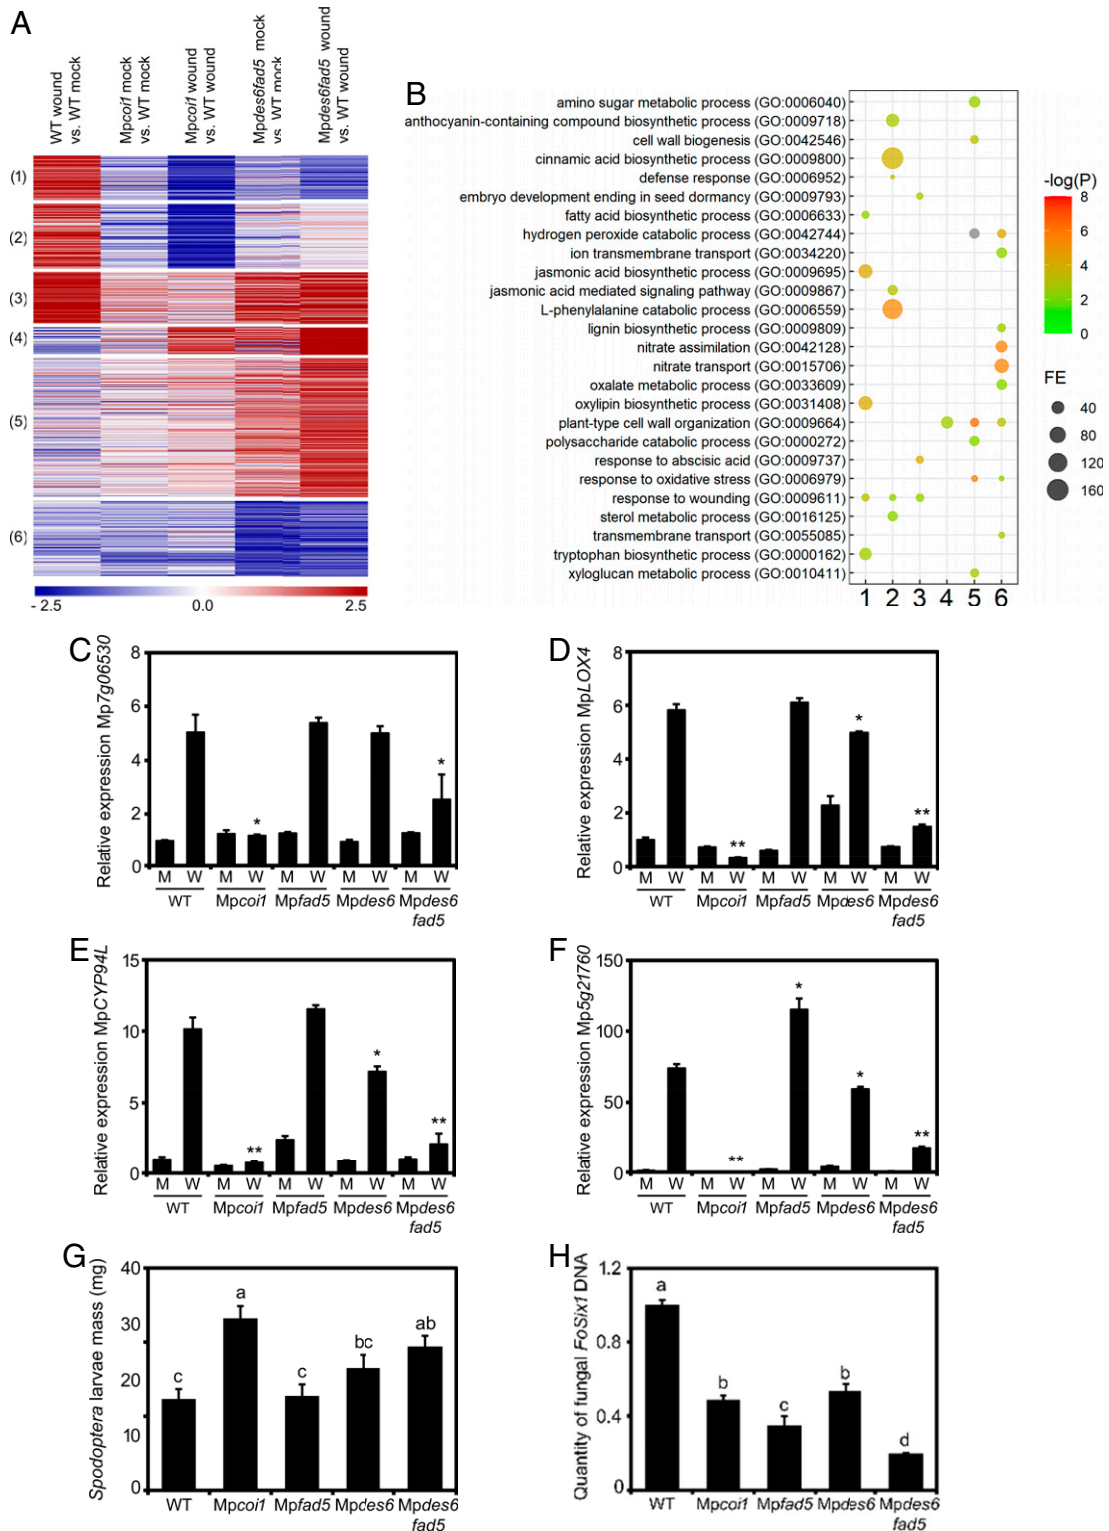 A
WT wound
vs. WT mock
Mpcoi1 mock
vs. WT mock
Mpcoi1 wound
vs. WT wound
Mpdes6fad5 mock
vs. WT mock
Mpdes6fad5 wound
vs. WT wound
(1)
(2)
(3)
(4)
(5)
(6)
- 2.5
0.0
2.5
B
amino sugar metabolic process (GO:0006040)
anthocyanin-containing compound biosynthetic process (GO:0009718)
cell wall biogenesis (GO:0042546)
cinnamic acid biosynthetic process (GO:0009800)
defense response (GO:0006952)
embryo development ending in seed dormancy (GO:0009793)
fatty acid biosynthetic process (GO:0006633)
hydrogen peroxide catabolic process (GO:0042744)
ion transmembrane transport (GO:0034220)
jasmonic acid biosynthetic process (GO:0009695)
jasmonic acid mediated signaling pathway (GO:0009867)
L-phenylalanine catabolic process (GO:0006559)
lignin biosynthetic process (GO:0009809)
nitrate assimilation (GO:0042128)
nitrate transport (GO:0015706)
oxalate metabolic process (GO:0033609)
oxylipin biosynthetic process (GO:0031408)
plant-type cell wall organization (GO:0009664)
polysaccharide catabolic process (GO:0000272)
response to abscisic acid (GO:0009737)
response to oxidative stress (GO:0006979)
response to wounding (GO:0009611)
sterol metabolic process (GO:0016125)
transmembrane transport (GO:0055085)
tryptophan biosynthetic process (GO:0000162)
xyloglucan metabolic process (GO:0010411)
1 2 3 4 5 6
-log(P)
8
6
4
2
0
FE
40
80
120
160
C
Relative expression Mp7g06530
8
6
4
2
0
*
*
M W M W M W M W M W
WT Mpcoi1 Mpfad5 Mpdes6 Mpdes6
fad5
D
Relative expression MpLOX4
8
6
4
2
0
**
*
**
M W M W M W M W M W
WT Mpcoi1 Mpfad5 Mpdes6 Mpdes6
fad5
E
Relative expression MpCYP94L
15
10
5
0
**
*
**
M W M W M W M W M W
WT Mpcoi1 Mpfad5 Mpdes6 Mpdes6
fad5
F
Relative expression Mp5g21760
150
100
50
0
**
*
*
**
M W M W M W M W M W
WT Mpcoi1 Mpfad5 Mpdes6 Mpdes6
fad5
G
Spodoptera larvae mass (mg)
40
30
20
10
0
c a c bc ab
WT Mpcoi1 Mpfad5 Mpdes6 Mpdes6
fad5
H
Quantity of fungal FoSix1 DNA
1.2
0.8
0.4
0
a b c b d
WT Mpcoi1 Mpfad5 Mpdes6 Mpdes6
fad5